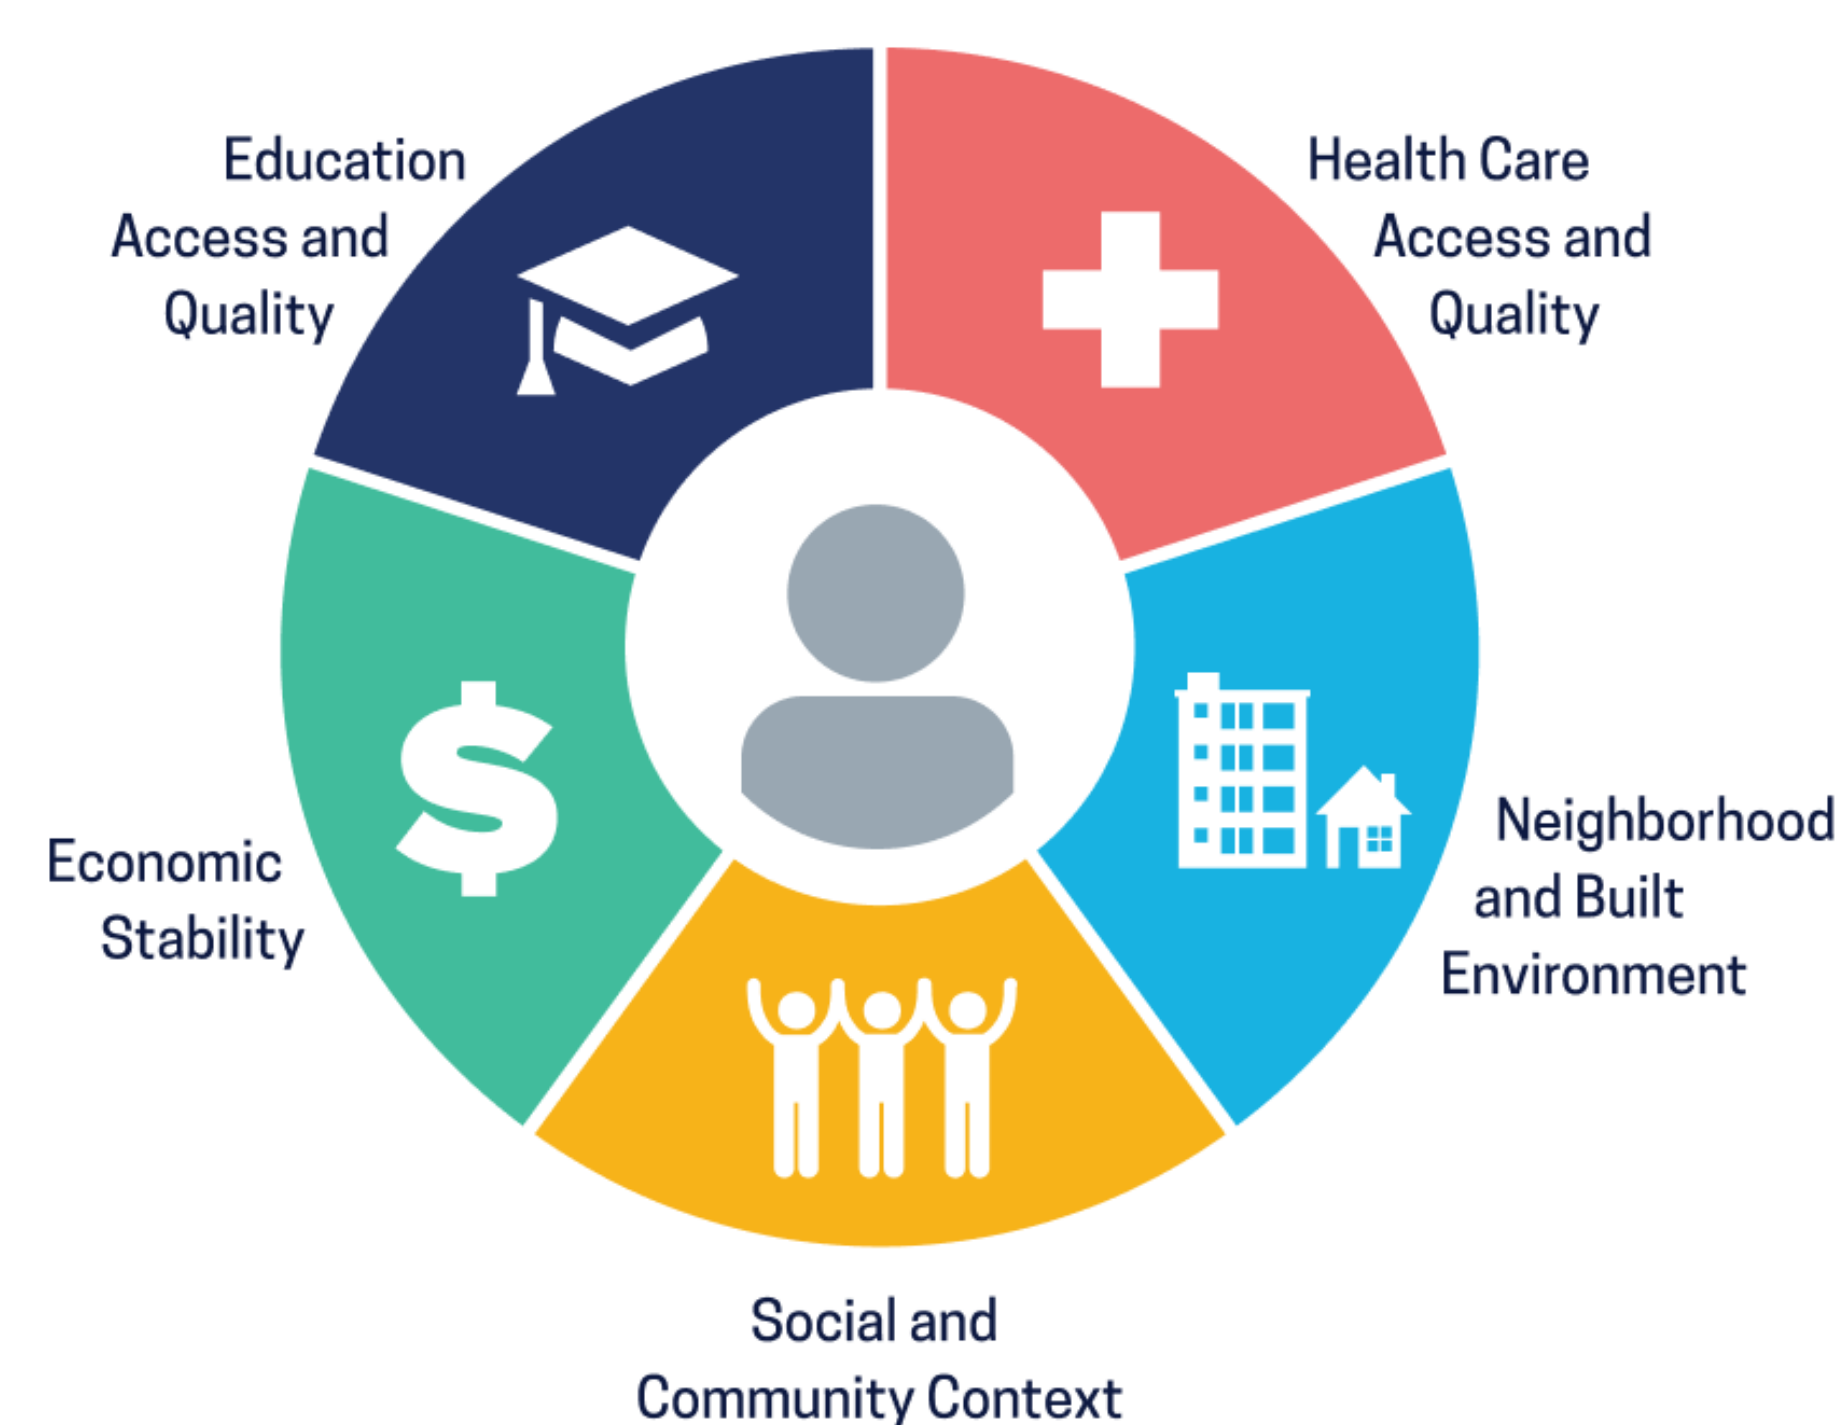 Education
Access and
Quality
Health Care
Access and
Quality
Economic
Stability
Neighborhood
and Built
Environment
Social and
Community Context